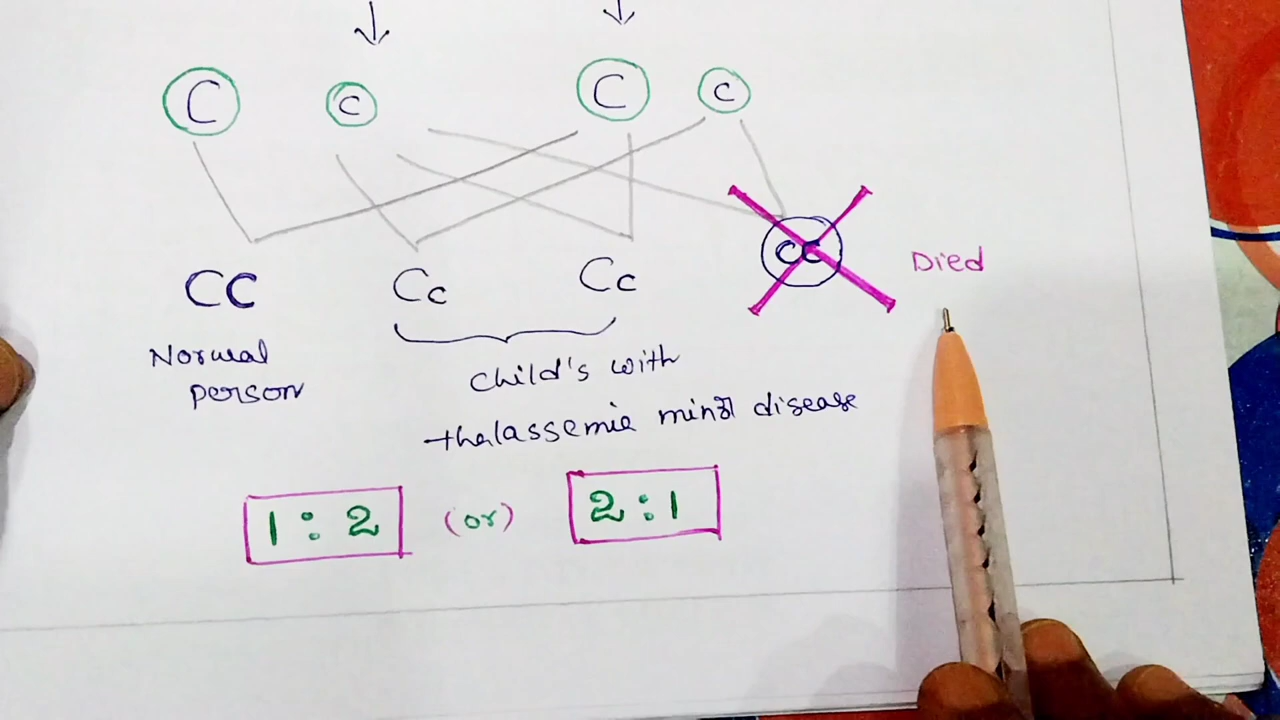 C c C c
CC Cc Cc cc
Died
Normal
person
child's with
thalassemia minor disease
1 : 2 (or) 2 : 1